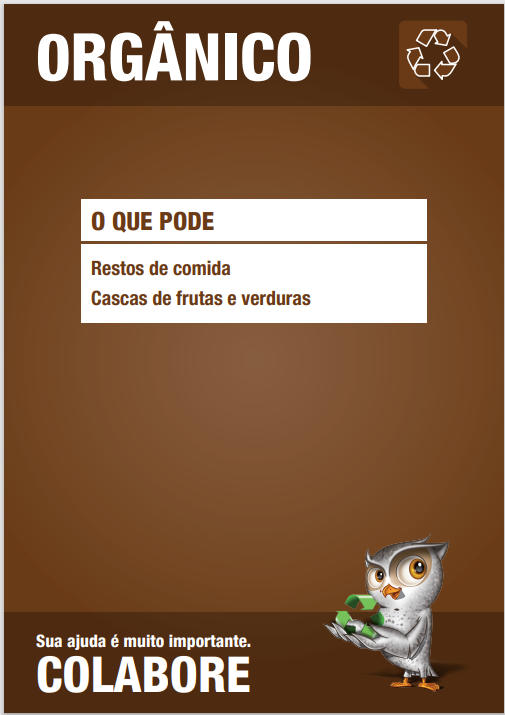 ORGÂNICO
O QUE PODE
Restos de comida
Cascas de frutas e verduras
Sua ajuda é muito importante.
COLABORE